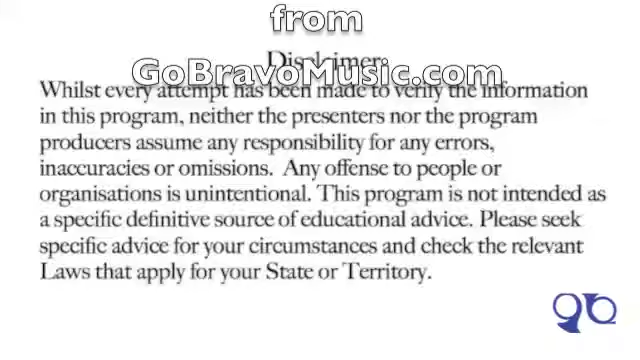 from
Disclaimer:
GoBravoMusic.com
Whilst every attempt has been made to verify the information
in this program, neither the presenters nor the program
producers assume any responsibility for any errors,
inaccuracies or omissions.  Any offense to people or
organisations is unintentional. This program is not intended as
a specific definitive source of educational advice. Please seek
specific advice for your circumstances and check the relevant
Laws that apply for your State or Territory.
gb